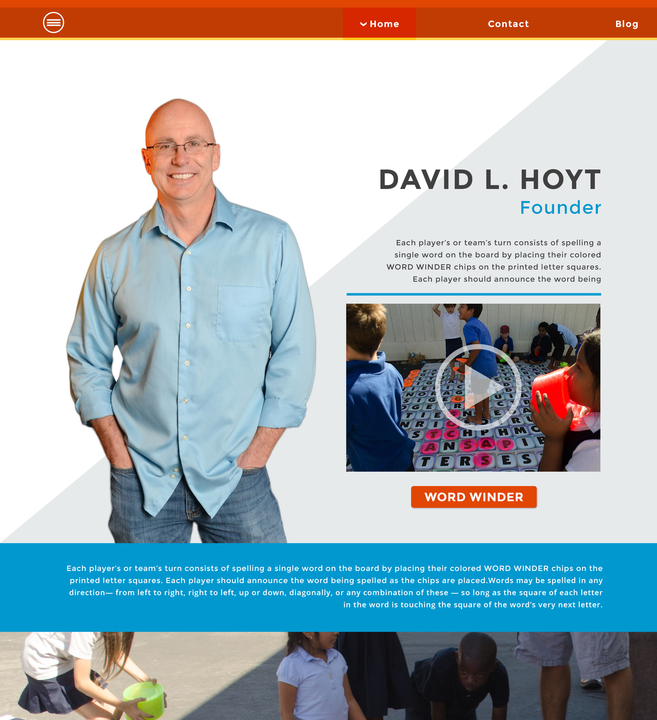 Home
Contact
Blog
DAVID L. HOYT
Founder
Each player's or team's turn consists of spelling a
single word on the board by placing their colored
WORD WINDER chips on the printed letter squares.
Each player should announce the word being
WORD WINDER
Each player's or team's turn consists of spelling a single word on the board by placing their colored WORD WINDER chips on the
printed letter squares. Each player should announce the word being spelled as the chips are placed.Words may be spelled in any
direction— from left to right, right to left, up or down, diagonally, or any combination of these — so long as the square of each letter
in the word is touching the square of the word's very next letter.